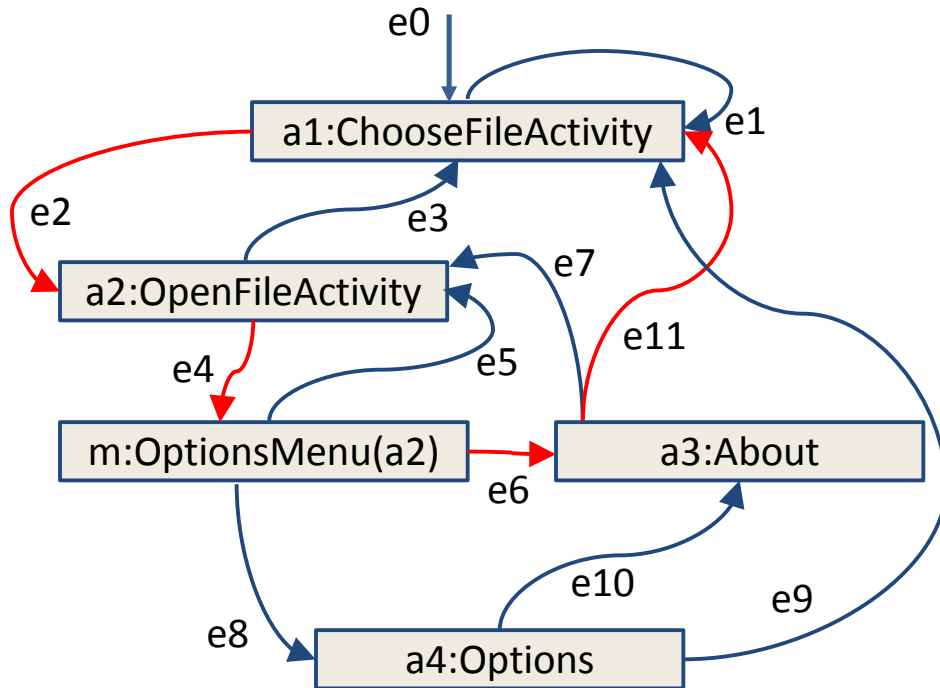 e0
a1:ChooseFileActivity
e1
e2
e3
e7
a2:OpenFileActivity
e11
e4
e5
m:OptionsMenu(a2)
a3:About
e6
e10
e9
e8
a4:Options